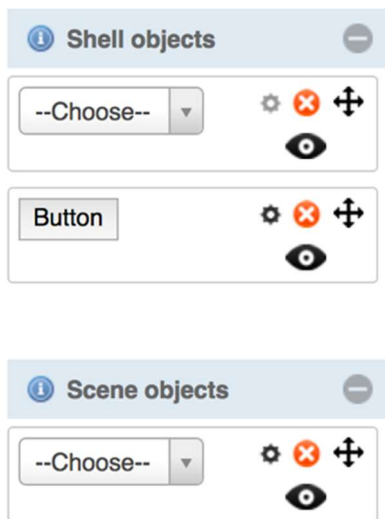 Shell objects
--Choose--
Button
Scene objects
--Choose--